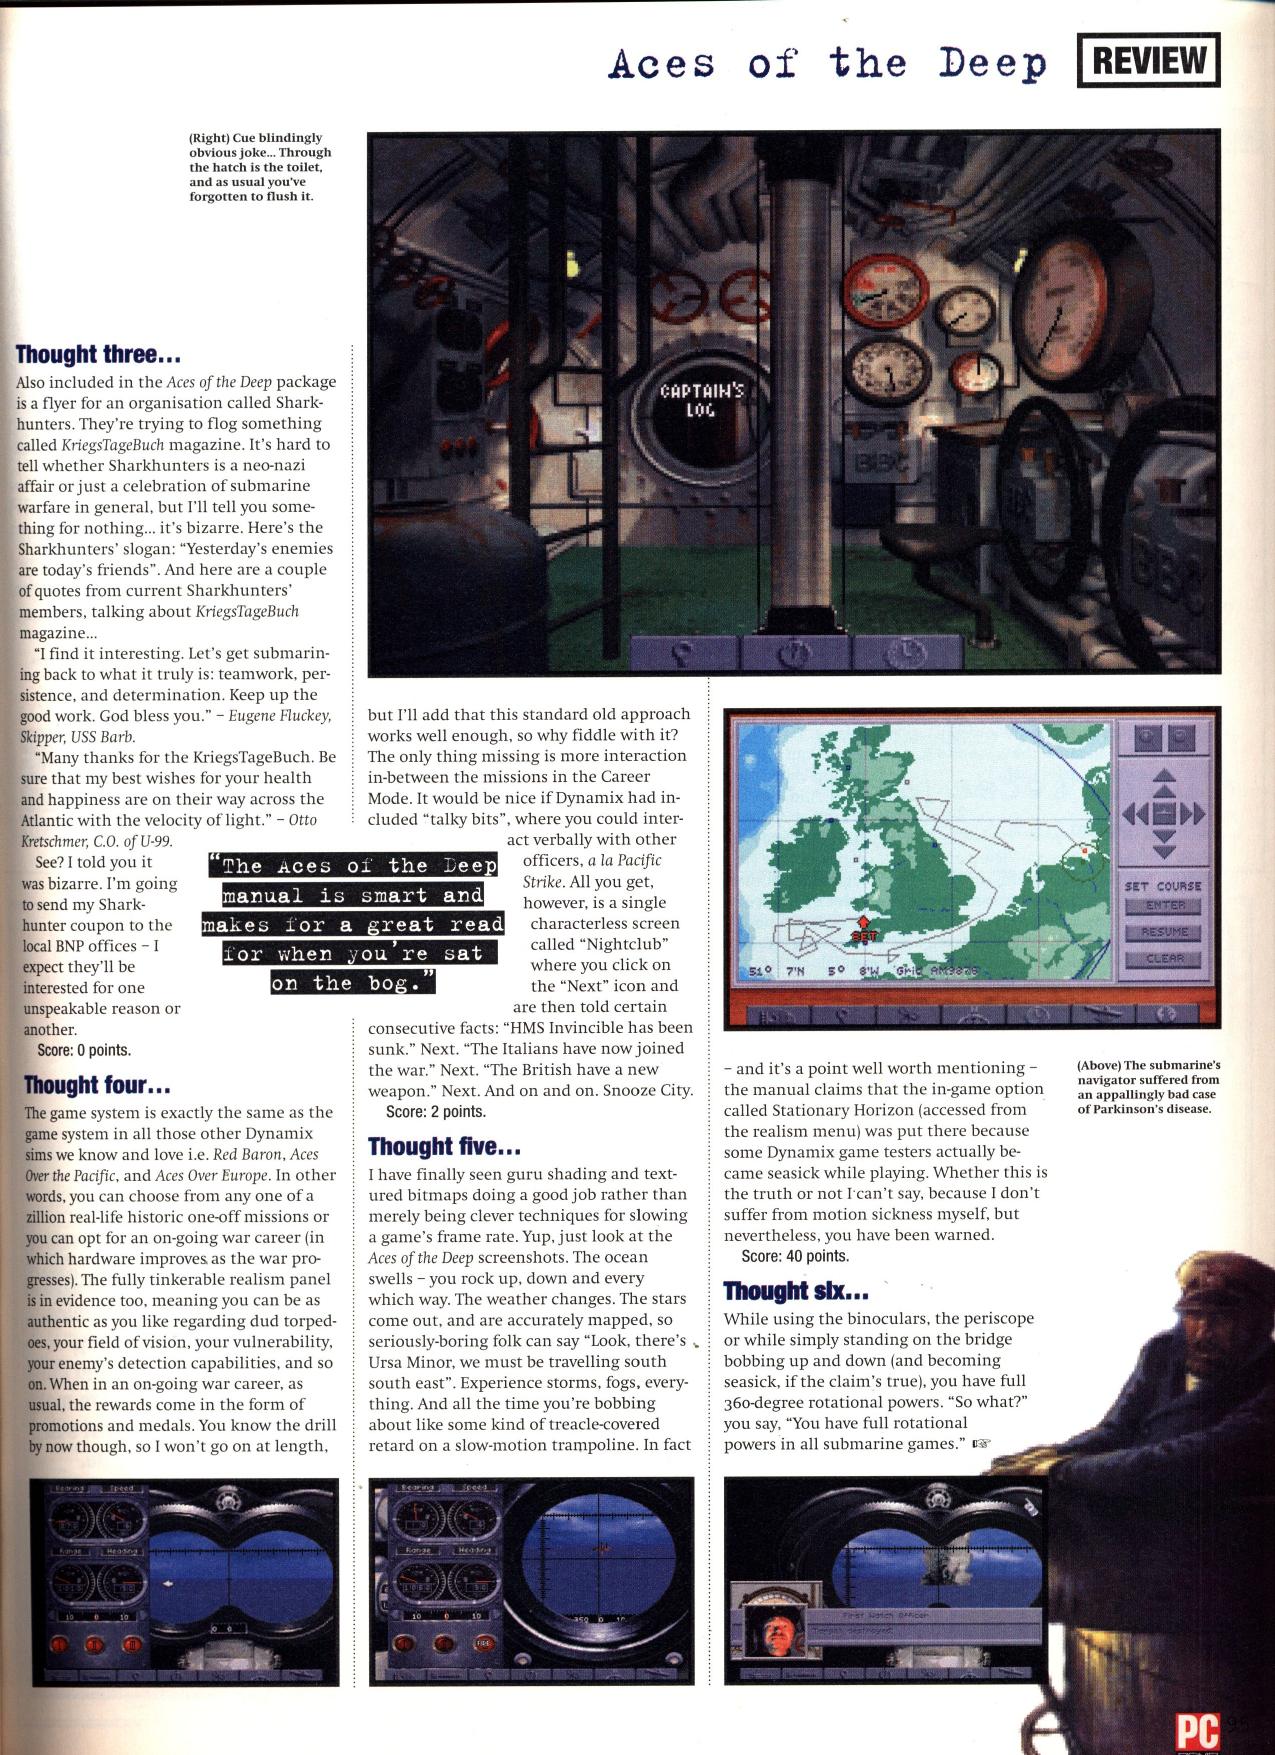 Aces of the Deep REVIEW
(Right) Cue blindingly
obvious joke... Through
the hatch is the toilet,
and as usual you've
forgotten to flush it.
CAPTAIN'S
LOG
Thought three...
Also included in the Aces of the Deep package
is a flyer for an organisation called Shark-
hunters. They're trying to flog something
called KriegsTageBuch magazine. It's hard to
tell whether Sharkhunters is a neo-nazi
affair or just a celebration of submarine
warfare in general, but I'll tell you some-
thing for nothing... it's bizarre. Here's the
Sharkhunters' slogan: “Yesterday's enemies
are today's friends”. And here are a couple
of quotes from current Sharkhunters'
members, talking about KriegsTageBuch
magazine...
“I find it interesting. Let's get submarin-
ing back to what it truly is: teamwork, per-
sistence, and determination. Keep up the
good work. God bless you.” – Eugene Fluckey,
Skipper, USS Barb.
“Many thanks for the KriegsTageBuch. Be
sure that my best wishes for your health
and happiness are on their way across the
Atlantic with the velocity of light.” – Otto
Kretschmer, C.O. of U-99.
See? I told you it
was bizarre. I'm going
to send my Shark-
hunter coupon to the
local BNP offices – I
expect they'll be
interested for one
unspeakable reason or
another.
Score: 0 points.
Thought four...
The game system is exactly the same as the
game system in all those other Dynamix
sims we know and love i.e. Red Baron, Aces
Over the Pacific, and Aces Over Europe. In other
words, you can choose from any one of a
zillion real-life historic one-off missions or
you can opt for an on-going war career (in
which hardware improves as the war pro-
gresses). The fully tinkerable realism panel
is in evidence too, meaning you can be as
authentic as you like regarding dud torped-
oes, your field of vision, your vulnerability,
your enemy's detection capabilities, and so
on. When in an on-going war career, as
usual, the rewards come in the form of
promotions and medals. You know the drill
by now though, so I won't go on at length,
“The Aces of the Deep
manual is smart and
makes for a great read
for when you're sat
on the bog.”
but I'll add that this standard old approach
works well enough, so why fiddle with it?
The only thing missing is more interaction
in-between the missions in the Career
Mode. It would be nice if Dynamix had in-
cluded “talky bits”, where you could inter-
act verbally with other
officers, a la Pacific
Strike. All you get,
however, is a single
characterless screen
called “Nightclub”
where you click on
the “Next” icon and
are then told certain
consecutive facts: “HMS Invincible has been
sunk.” Next. “The Italians have now joined
the war.” Next. “The British have a new
weapon.” Next. And on and on. Snooze City.
Score: 2 points.
Thought five...
I have finally seen guru shading and text-
ured bitmaps doing a good job rather than
merely being clever techniques for slowing
a game's frame rate. Yup, just look at the
Aces of the Deep screenshots. The ocean
swells – you rock up, down and every
which way. The weather changes. The stars
come out, and are accurately mapped, so
seriously-boring folk can say “Look, there's
Ursa Minor, we must be travelling south
south east”. Experience storms, fogs, every-
thing. And all the time you're bobbing
about like some kind of treacle-covered
retard on a slow-motion trampoline. In fact
SET
51° 7'N 5° 8'W Grid
SET COURSE
ENTER
RESUME
CLEAR
– and it's a point well worth mentioning –
the manual claims that the in-game option
called Stationary Horizon (accessed from
the realism menu) was put there because
some Dynamix game testers actually be-
came seasick while playing. Whether this is
the truth or not I can't say, because I don't
suffer from motion sickness myself, but
nevertheless, you have been warned.
Score: 40 points.
(Above) The submarine's
navigator suffered from
an appallingly bad case
of Parkinson's disease.
Thought six...
While using the binoculars, the periscope
or while simply standing on the bridge
bobbing up and down (and becoming
seasick, if the claim's true), you have full
360-degree rotational powers. “So what?”
you say, “You have full rotational
powers in all submarine games.” ☞
Bearing Speed
Range Heading
10 0 10
Bearing Speed
Range Heading
10 0 10
FIRE
350 0 10
First Watch Officer
Target destroyed!
PC